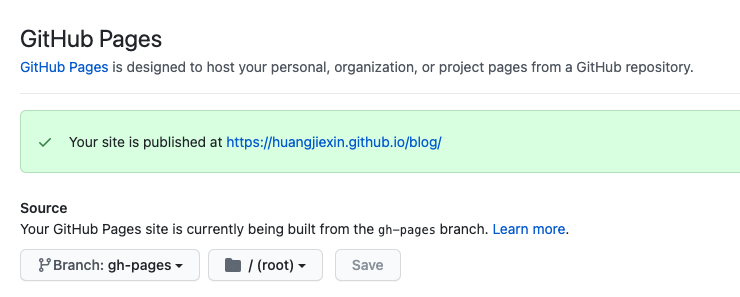 GitHub Pages
GitHub Pages is designed to host your personal, organization, or project pages from a GitHub repository.
Your site is published at https://huangjiexin.github.io/blog/
Source
Your GitHub Pages site is currently being built from the gh-pages branch. Learn more.
Branch: gh-pages / (root) Save